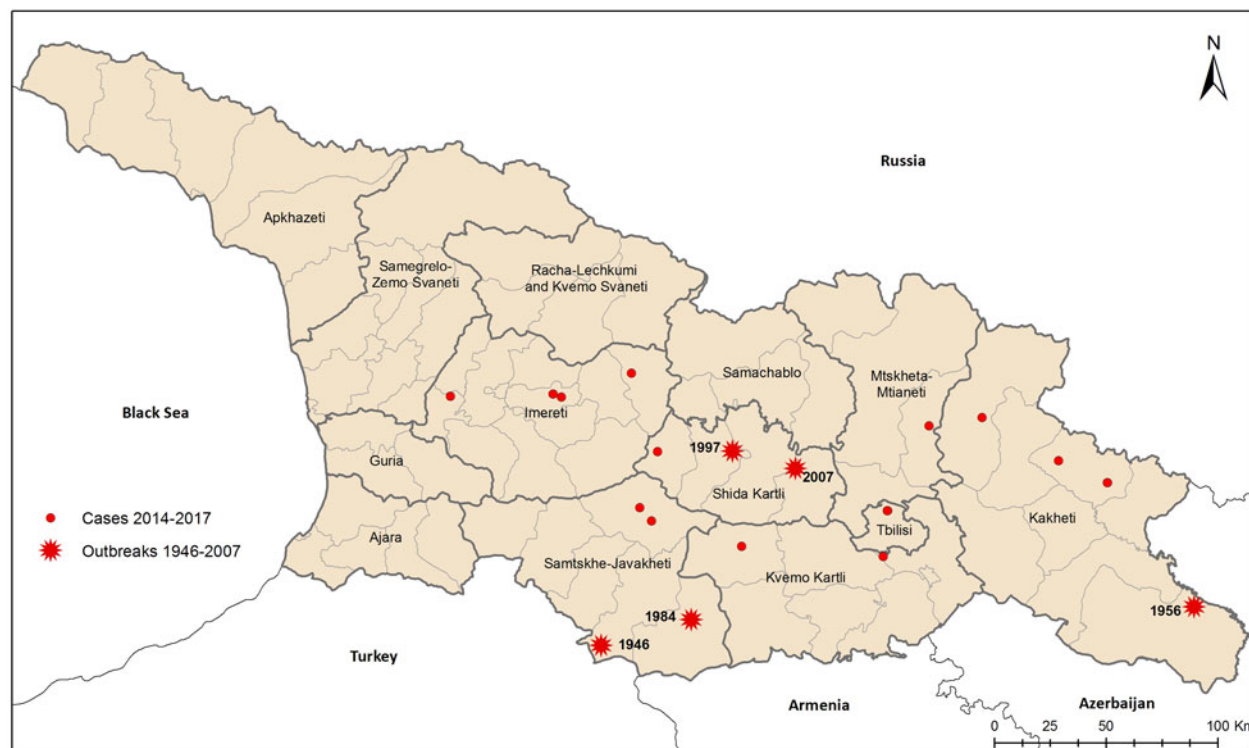 N
Russia
Apkhazeti
Samegrelo-
Zemo Svaneti
Racha-Lechkumi
and Kvemo Svaneti
Samachablo
Mtskheta-
Mtianeti
Black Sea
Imereti
1997
2007
Guria
Shida Kartli
Cases 2014-2017
Outbreaks 1946-2007
Ajara
Tbilisi
Kakheti
Samtskhe-Javakheti
Kvemo Kartli
1984
1956
1946
Turkey
Armenia
Azerbaijan
0 25 50 100 Km